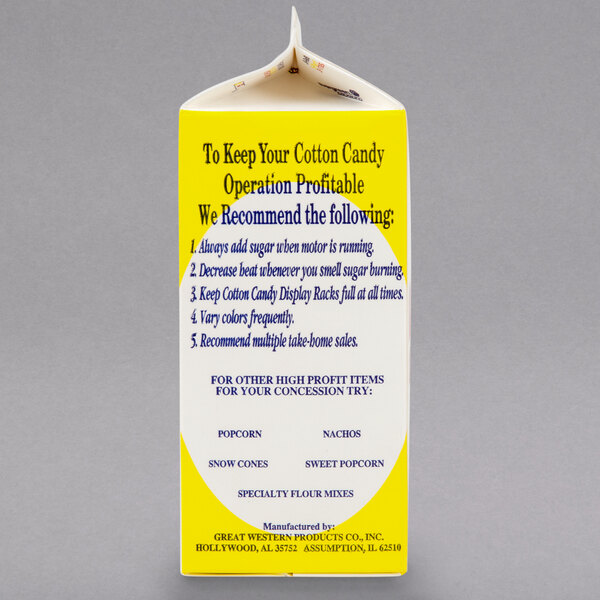 To Keep Your Cotton Candy
Operation Profitable
We Recommend the following:
1. Always add sugar when motor is running.
2. Decrease heat whenever you smell sugar burning.
3. Keep Cotton Candy Display Racks full at all times.
4. Vary colors frequently.
5. Recommend multiple take-home sales.
FOR OTHER HIGH PROFIT ITEMS
FOR YOUR CONCESSION TRY:
POPCORN NACHOS
SNOW CONES SWEET POPCORN
SPECIALTY FLOUR MIXES
Manufactured by:
GREAT WESTERN PRODUCTS CO., INC.
HOLLYWOOD, AL 35752 ASSUMPTION, IL 62510